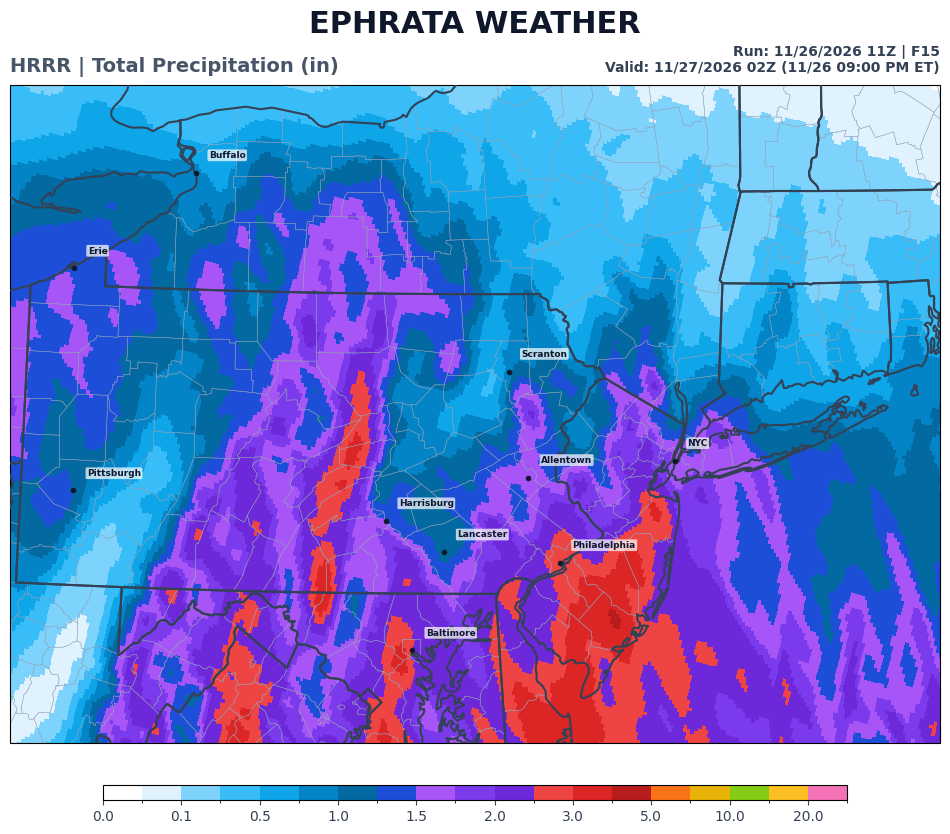 EPHRATA WEATHER
HRRR | Total Precipitation (in)
Run: 11/26/2026 11Z | F15
Valid: 11/27/2026 02Z (11/26 09:00 PM ET)
Buffalo
Erie
Scranton
NYC
Allentown
Pittsburgh
Harrisburg
Lancaster
Philadelphia
Baltimore
0.0 0.1 0.5 1.0 1.5 2.0 3.0 5.0 10.0 20.0